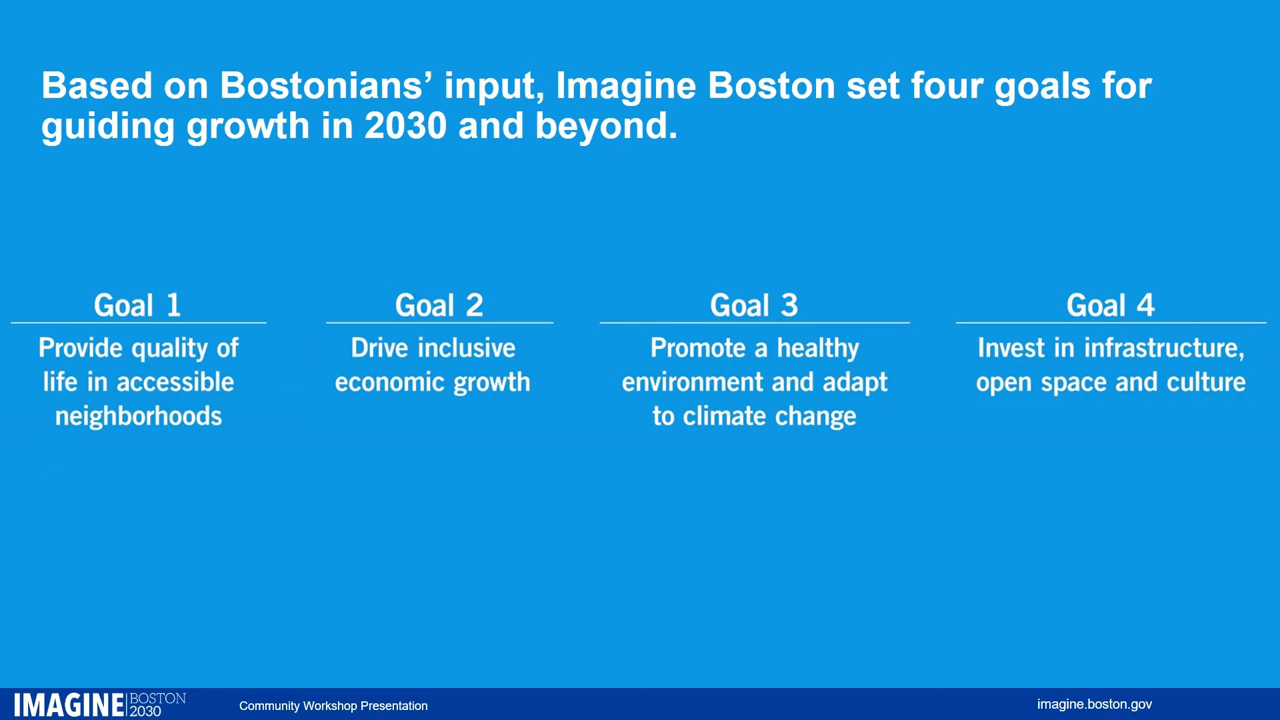 Based on Bostonians’ input, Imagine Boston set four goals for
guiding growth in 2030 and beyond.
Goal 1
Provide quality of
life in accessible
neighborhoods
Goal 2
Drive inclusive
economic growth
Goal 3
Promote a healthy
environment and adapt
to climate change
Goal 4
Invest in infrastructure,
open space and culture
IMAGINE BOSTON
2030
Community Workshop Presentation
imagine.boston.gov